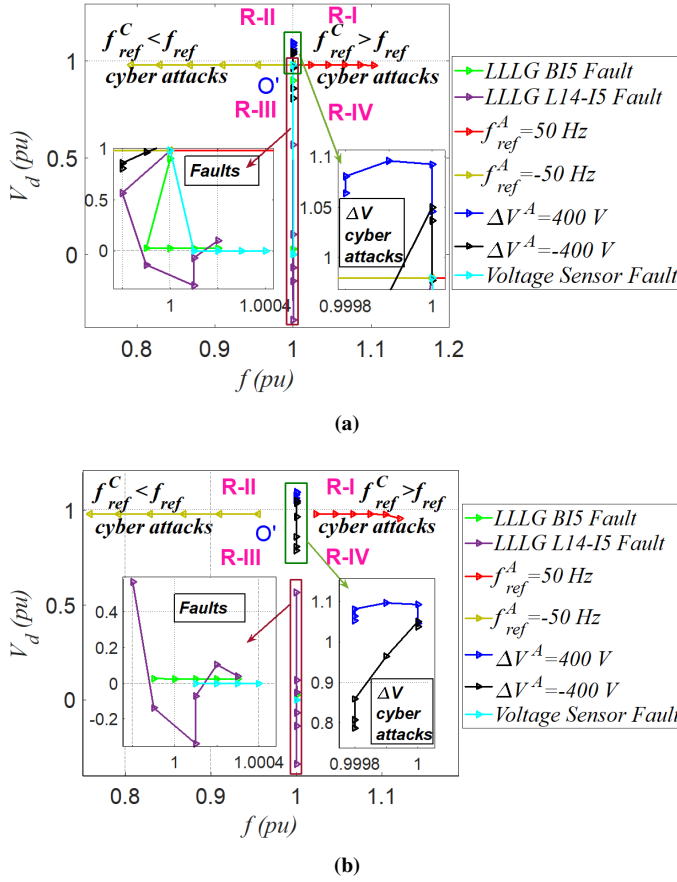 R-II R-I
f_ref^C < f_ref f_ref^C > f_ref
cyber attacks cyber attacks
O'
R-III R-IV
V_d (pu)
1
0.5
0
Faults
1
0.5
0
1 1.0004
ΔV
cyber
attacks
1.1
1.05
1
0.9998 1
0.8 0.9 1 1.1 1.2
f (pu)
LLLG BI5 Fault
LLLG L14-I5 Fault
f_ref^A=50 Hz
f_ref^A=-50 Hz
ΔV^A=400 V
ΔV^A=-400 V
Voltage Sensor Fault
(a)
f_ref^C < f_ref R-II R-I f_ref^C > f_ref
cyber attacks cyber attacks
O'
R-III R-IV
V_d (pu)
1
0.5
0
Faults
0.4
0.2
0
-0.2
1 1.0004
ΔV
cyber
attacks
1.1
1
0.9
0.8
0.9998 1
0.8 0.9 1 1.1
f (pu)
LLLG BI5 Fault
LLLG L14-I5 Fault
f_ref^A=50 Hz
f_ref^A=-50 Hz
ΔV^A=400 V
ΔV^A=-400 V
Voltage Sensor Fault
(b)